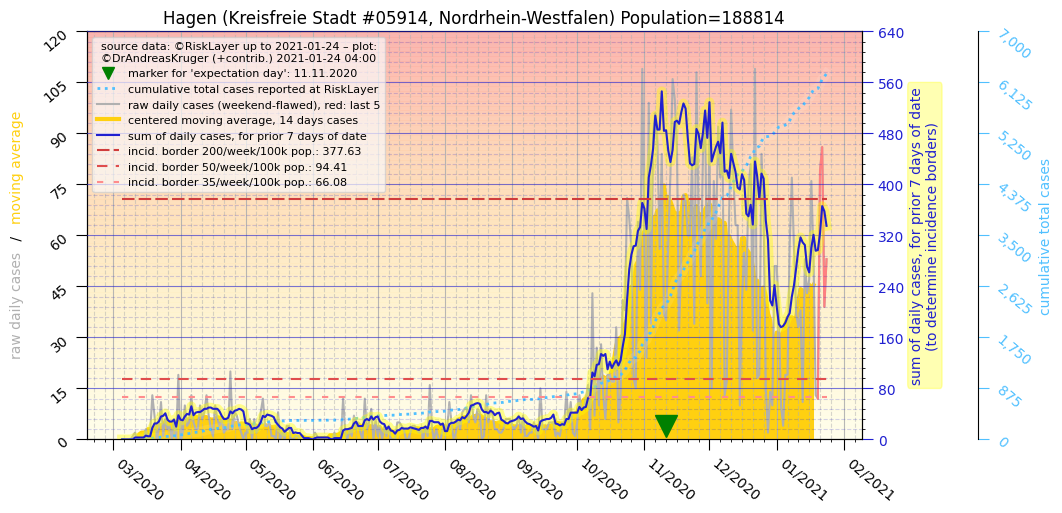 Hagen (Kreisfreie Stadt #05914, Nordrhein-Westfalen) Population=188814
source data: ©RiskLayer up to 2021-01-24 – plot:
©DrAndreasKruger (+contrib.) 2021-01-24 04:00
marker for 'expectation day': 11.11.2020
cumulative total cases reported at RiskLayer
raw daily cases (weekend-flawed), red: last 5
centered moving average, 14 days cases
sum of daily cases, for prior 7 days of date
incid. border 200/week/100k pop.: 377.63
incid. border 50/week/100k pop.: 94.41
incid. border 35/week/100k pop.: 66.08
raw daily cases / moving average
120
105
90
75
60
45
30
15
0
640
560
480
400
320
240
160
80
0
sum of daily cases, for prior 7 days of date
(to determine incidence borders)
7,000
6,125
5,250
4,375
3,500
2,625
1,750
875
0
cumulative total cases
03/2020
04/2020
05/2020
06/2020
07/2020
08/2020
09/2020
10/2020
11/2020
12/2020
01/2021
02/2021